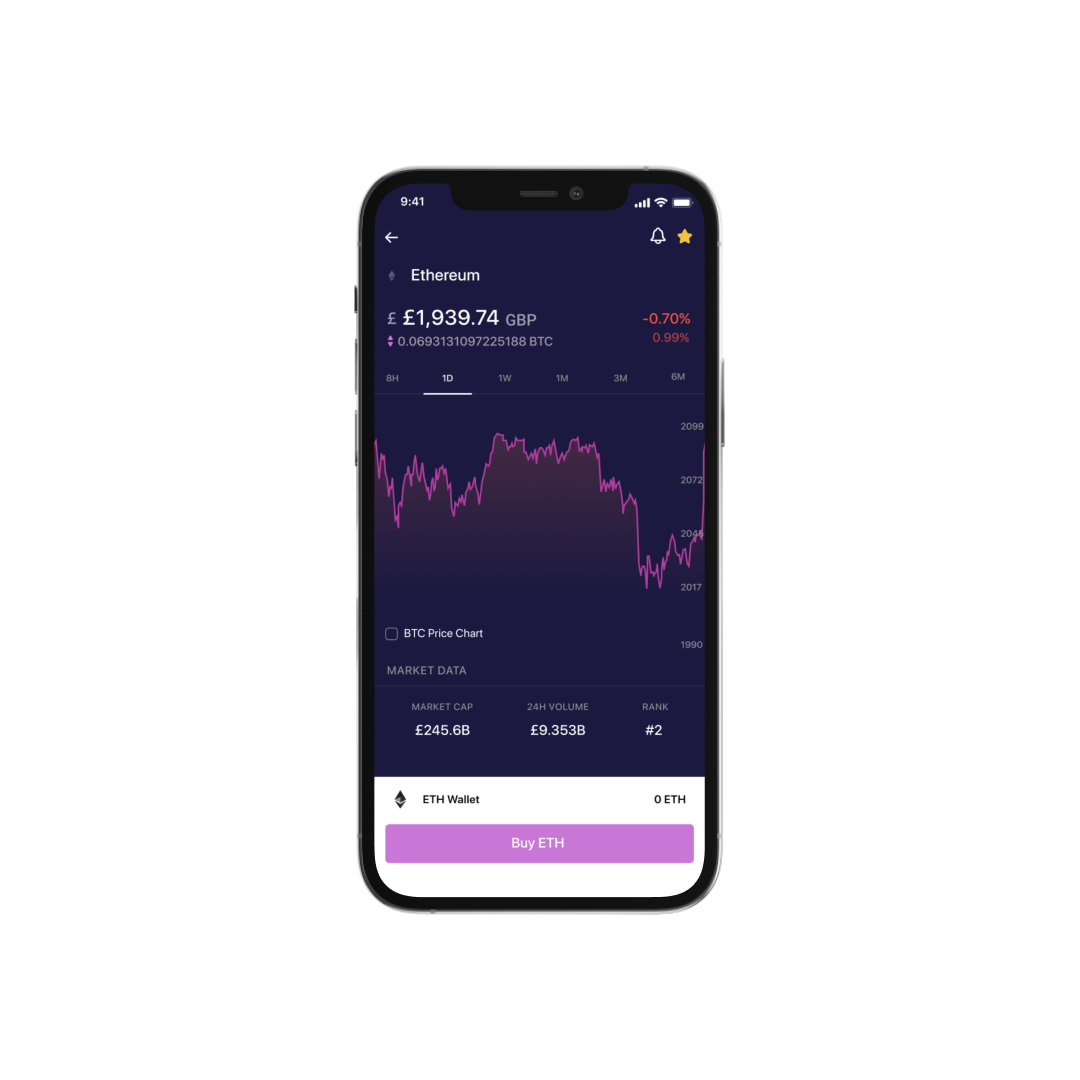 9:41
Ethereum
£ £1,939.74 GBP -0.70%
0.0693131097225188 BTC 0.99%
8H 1D 1W 1M 3M 6M
2099
2072
2045
2017
BTC Price Chart
1990
MARKET DATA
MARKET CAP 24H VOLUME RANK
£245.6B £9.353B #2
ETH Wallet 0 ETH
Buy ETH